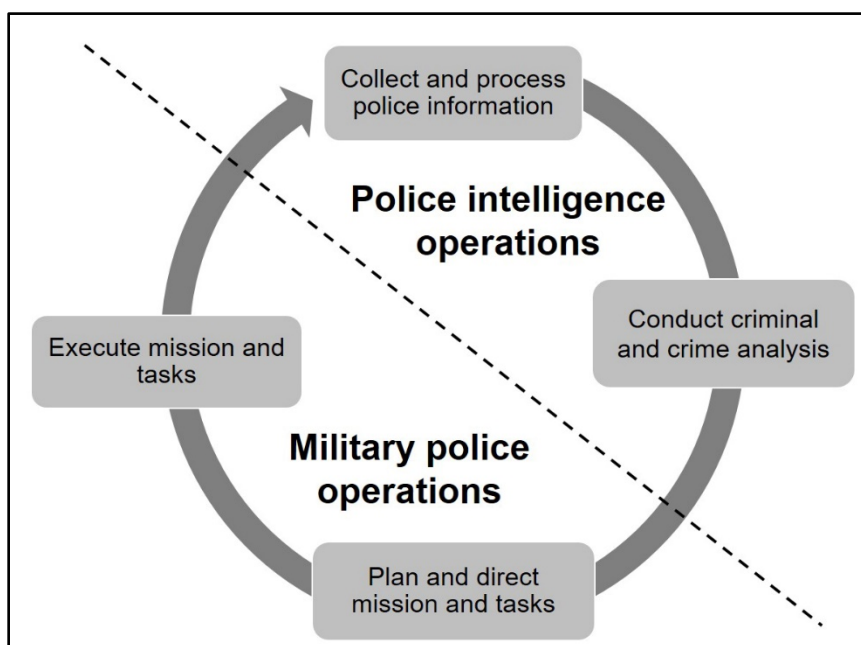 Collect and process
police information
Police intelligence
operations
Conduct criminal
and crime analysis
Execute mission and
tasks
Military police
operations
Plan and direct
mission and tasks